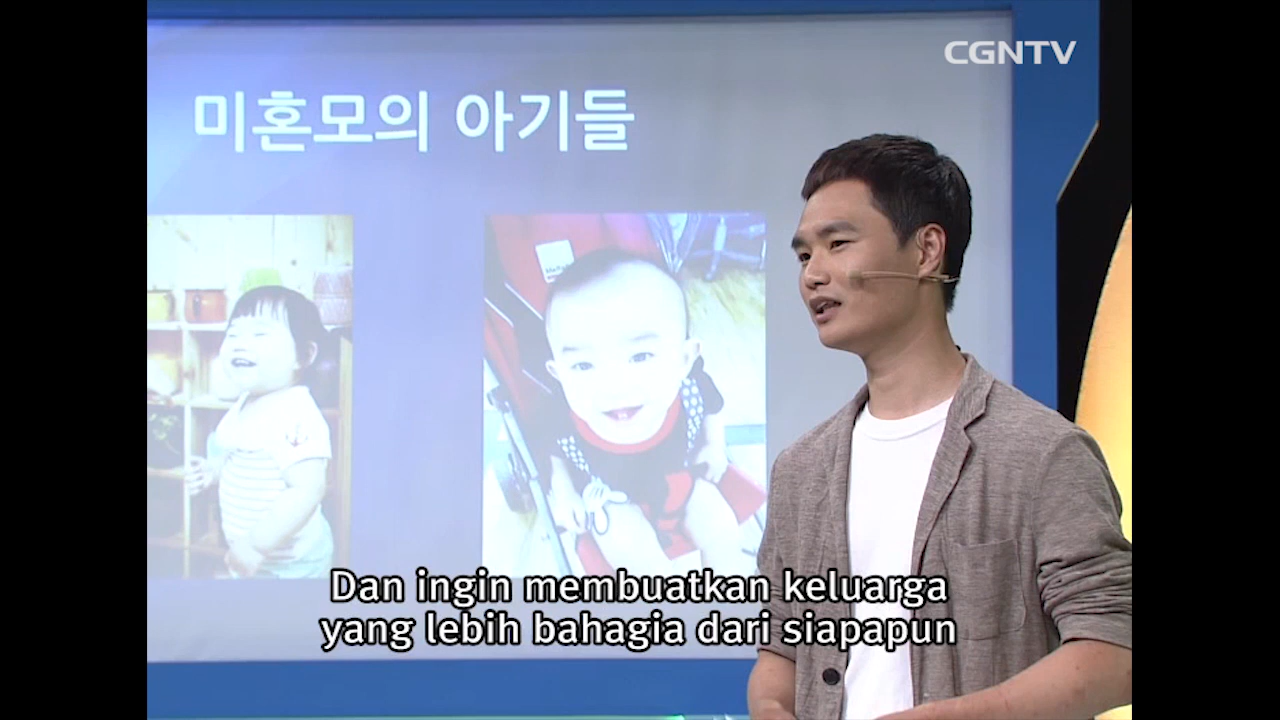 CGNTV
미혼모의 아기들
Dan ingin membuatkan keluarga
yang lebih bahagia dari siapapun